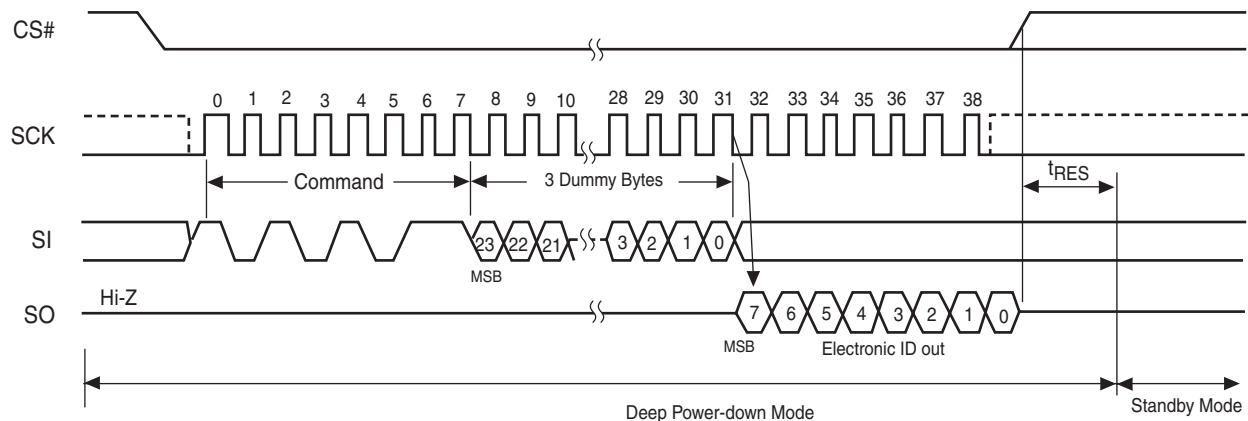 CS#
0 1 2 3 4 5 6 7 8 9 10 28 29 30 31 32 33 34 35 36 37 38
SCK
tRES
Command 3 Dummy Bytes
SI
23 22 21 3 2 1 0
MSB
Hi-Z
SO
7 6 5 4 3 2 1 0
MSB Electronic ID out
Deep Power-down Mode Standby Mode